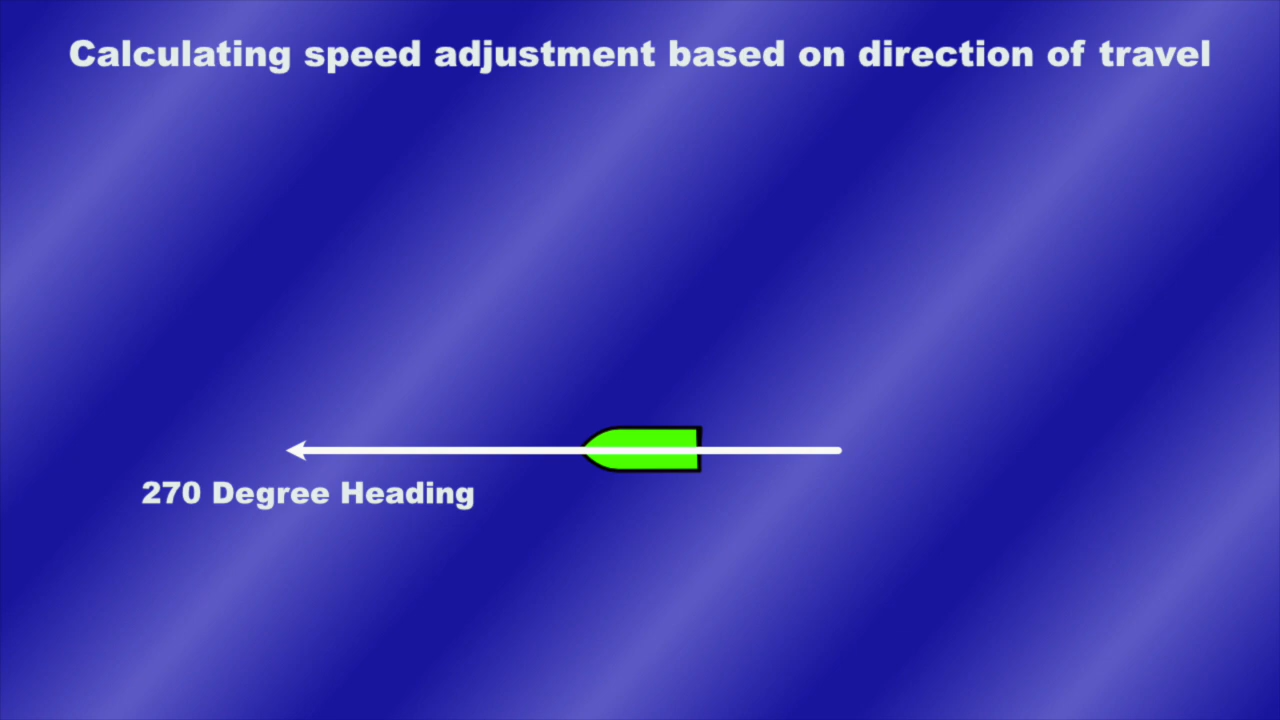 Calculating speed adjustment based on direction of travel
270 Degree Heading